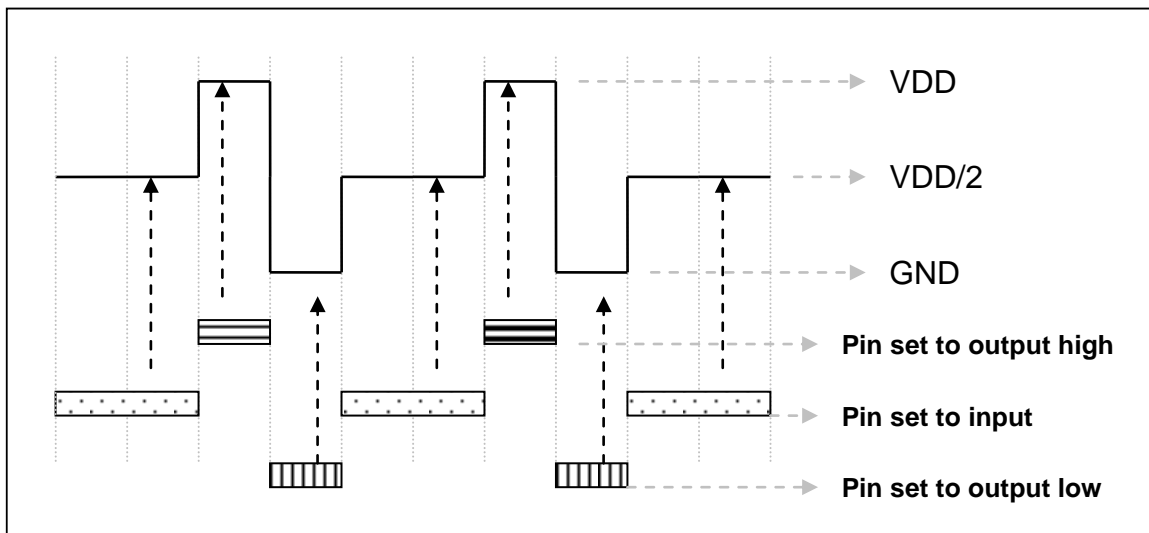 VDD
VDD/2
GND
Pin set to output high
Pin set to input
Pin set to output low